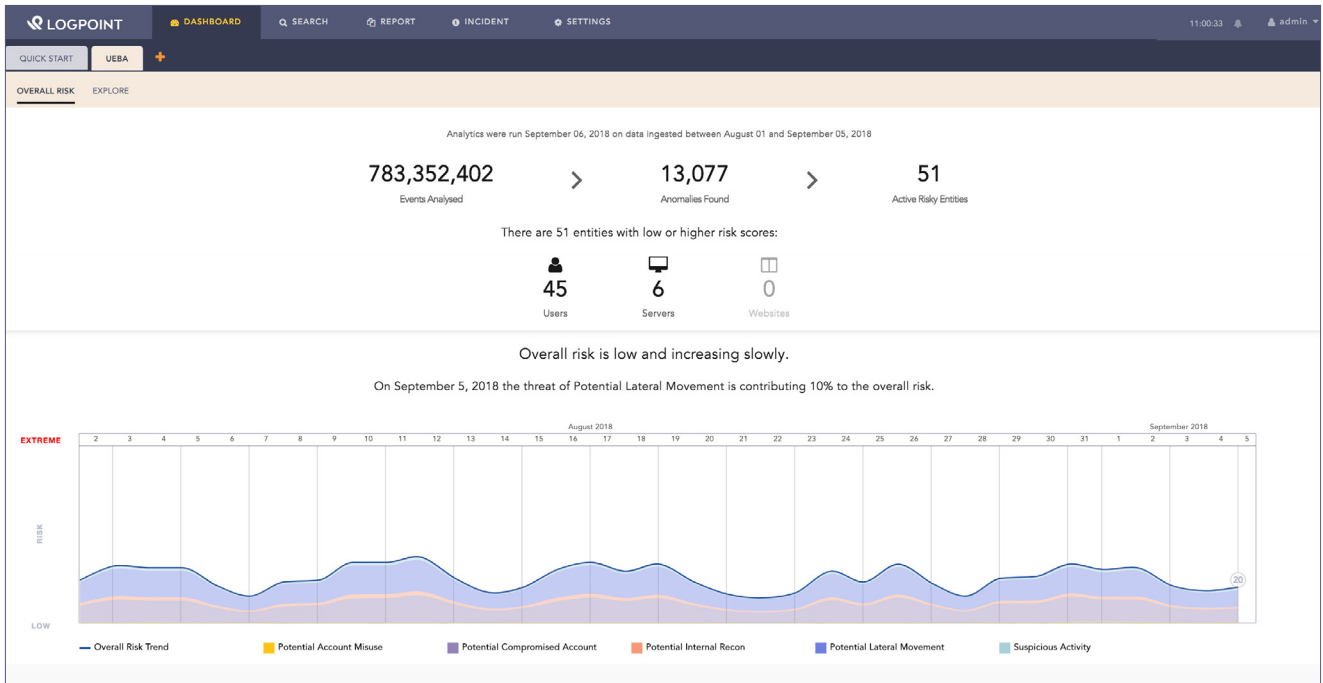 LOGPOINT DASHBOARD SEARCH REPORT INCIDENT SETTINGS 11:00:33 admin
QUICK START UEBA
OVERALL RISK EXPLORE
Analytics were run September 06, 2018 on data ingested between August 01 and September 05, 2018
783,352,402 13,077 51
Events Analysed Anomalies Found Active Risky Entities
There are 51 entities with low or higher risk scores:
45 6 0
Users Servers Websites
Overall risk is low and increasing slowly.
On September 5, 2018 the threat of Potential Lateral Movement is contributing 10% to the overall risk.
August 2018 September 2018
EXTREME 2 3 4 5 6 7 8 9 10 11 12 13 14 15 16 17 18 19 20 21 22 23 24 25 26 27 28 29 30 31 1 2 3 4 5
RISK
20
LOW
Overall Risk Trend Potential Account Misuse Potential Compromised Account Potential Internal Recon Potential Lateral Movement Suspicious Activity